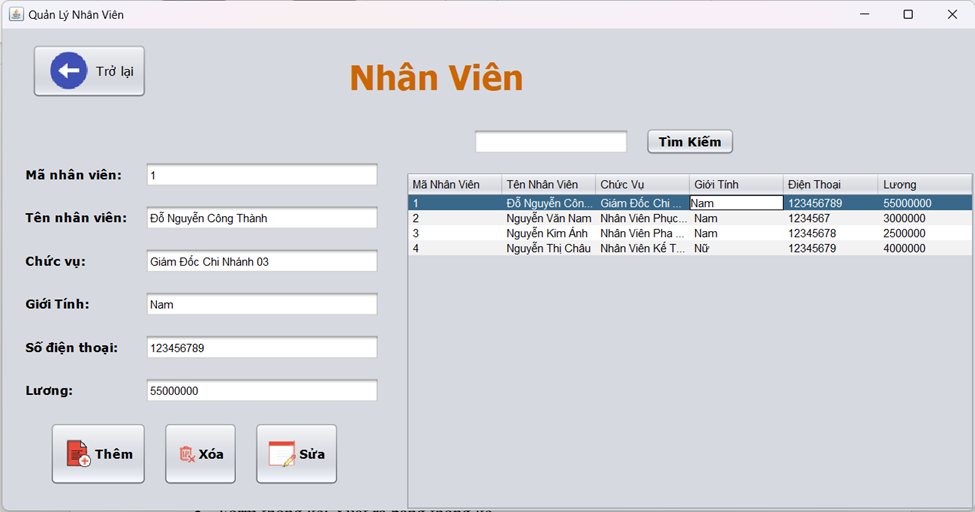 Quản Lý Nhân Viên
Trở lại
Nhân Viên
Tìm Kiếm
Mã nhân viên: 1
Tên nhân viên: Đỗ Nguyễn Công Thành
Chức vụ: Giám Đốc Chi Nhánh 03
Giới Tính: Nam
Số điện thoại: 123456789
Lương: 55000000
Thêm Xóa Sửa
Mã Nhân Viên Tên Nhân Viên Chức Vụ Giới Tính Điện Thoại Lương
1 Đỗ Nguyễn Côn... Giám Đốc Chi ... Nam 123456789 55000000
2 Nguyễn Văn Nam Nhân Viên Phục... Nam 1234567 3000000
3 Nguyễn Kim Ánh Nhân Viên Pha ... Nam 12345678 2500000
4 Nguyễn Thị Châu Nhân Viên Kế T... Nữ 12345679 4000000